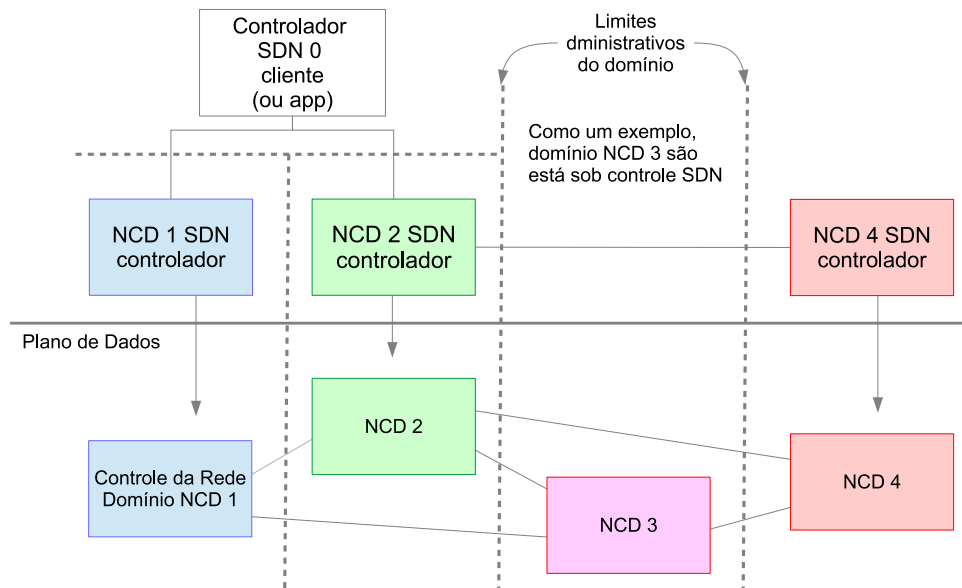 Controlador
SDN 0
cliente
(ou app)
Limites
dministrativos
do domínio
Como um exemplo,
domínio NCD 3 são
está sob controle SDN
NCD 1 SDN
controlador
NCD 2 SDN
controlador
NCD 4 SDN
controlador
Plano de Dados
NCD 2
Controle da Rede
Domínio NCD 1
NCD 3
NCD 4